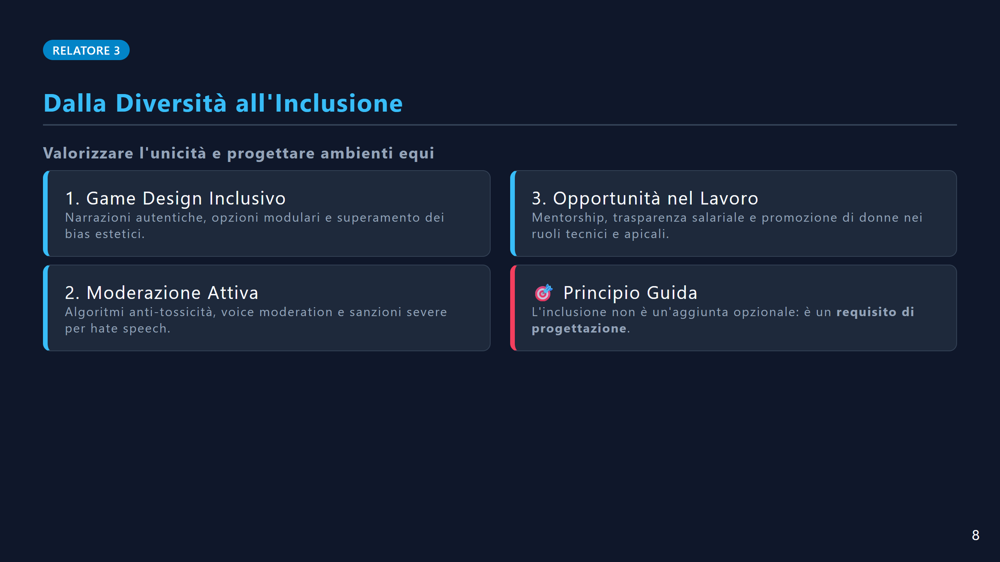 RELATORE 3
Dalla Diversità all'Inclusione
Valorizzare l'unicità e progettare ambienti equi
1. Game Design Inclusivo
Narrazioni autentiche, opzioni modulari e superamento dei
bias estetici.
2. Moderazione Attiva
Algoritmi anti-tossicità, voice moderation e sanzioni severe
per hate speech.
3. Opportunità nel Lavoro
Mentorship, trasparenza salariale e promozione di donne nei
ruoli tecnici e apicali.
🎯 Principio Guida
L'inclusione non è un'aggiunta opzionale: è un requisito di
progettazione.
8